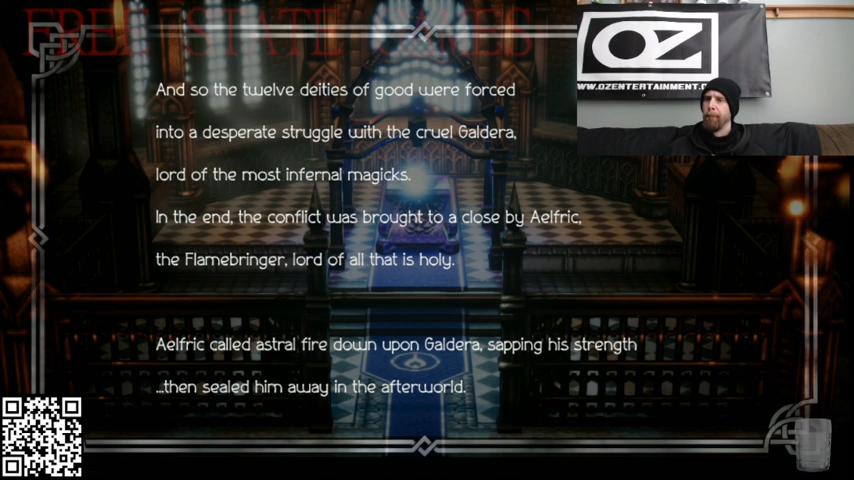 FREE STATE GAMES
OZ
WWW.OZENTERTAINMENT.C
And so the twelve deities of good were forced
into a desperate struggle with the cruel Galdera,
lord of the most infernal magicks.
In the end, the conflict was brought to a close by Aelfric,
the Flamebringer, lord of all that is holy.
Aelfric called astral fire down upon Galdera, sapping his strength
...then sealed him away in the afterworld.